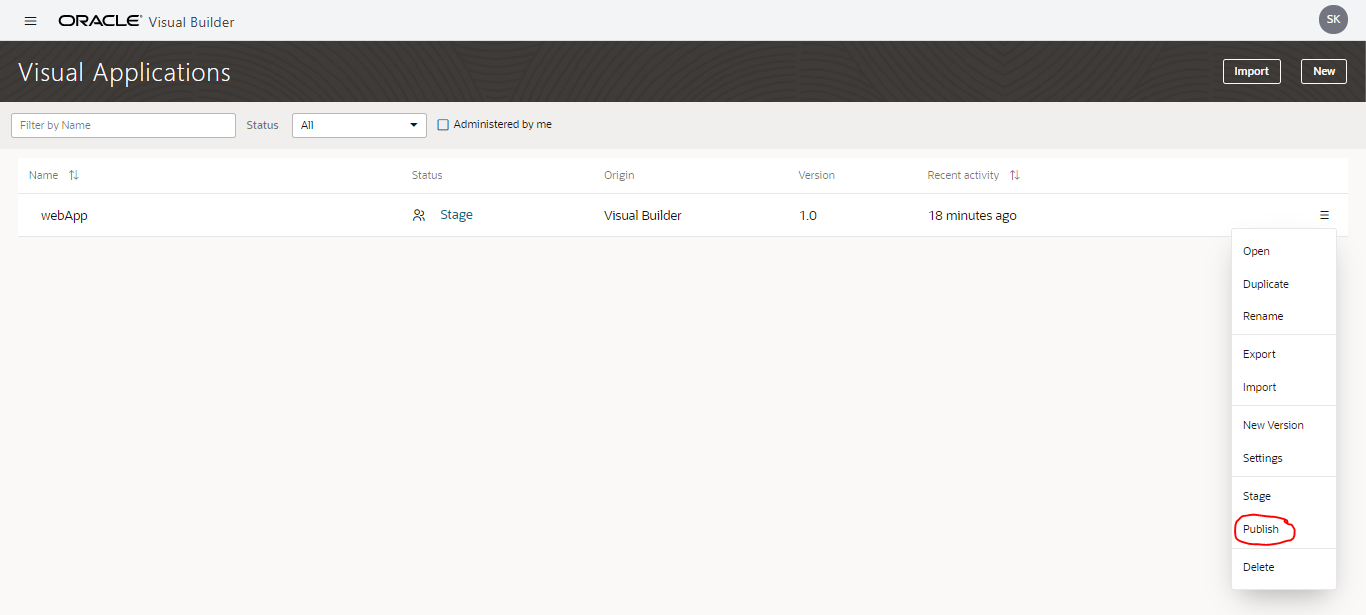 ORACLE Visual Builder
SK
Visual Applications
Import
New
Filter by Name
Status
All
Administered by me
Name
Status
Origin
Version
Recent activity
webApp
Stage
Visual Builder
1.0
18 minutes ago
Open
Duplicate
Rename
Export
Import
New Version
Settings
Stage
Publish
Delete